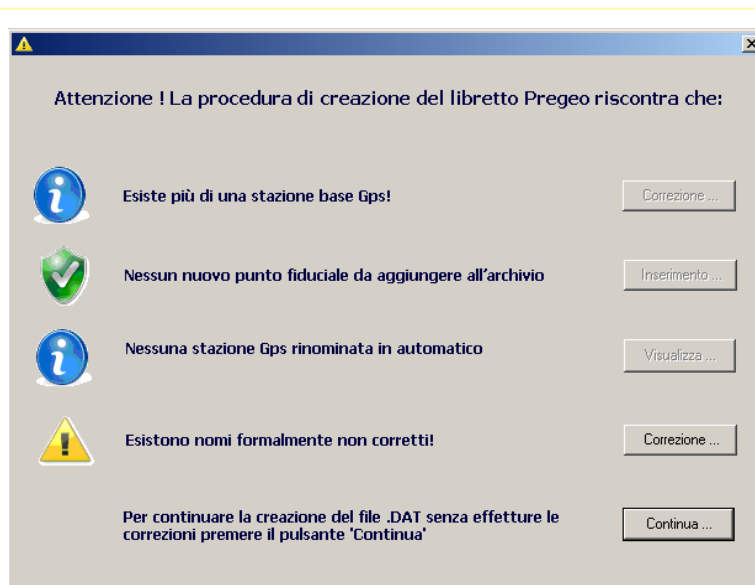 Attenzione ! La procedura di creazione del libretto Pregeo riscontra che:
Esiste più di una stazione base Gps!
Correzione ...
Nessun nuovo punto fiduciale da aggiungere all'archivio
Inserimento ...
Nessuna stazione Gps rinominata in automatico
Visualizza ...
Esistono nomi formalmente non corretti!
Correzione ...
Per continuare la creazione del file .DAT senza effetture le
correzioni premere il pulsante 'Continua'
Continua ...